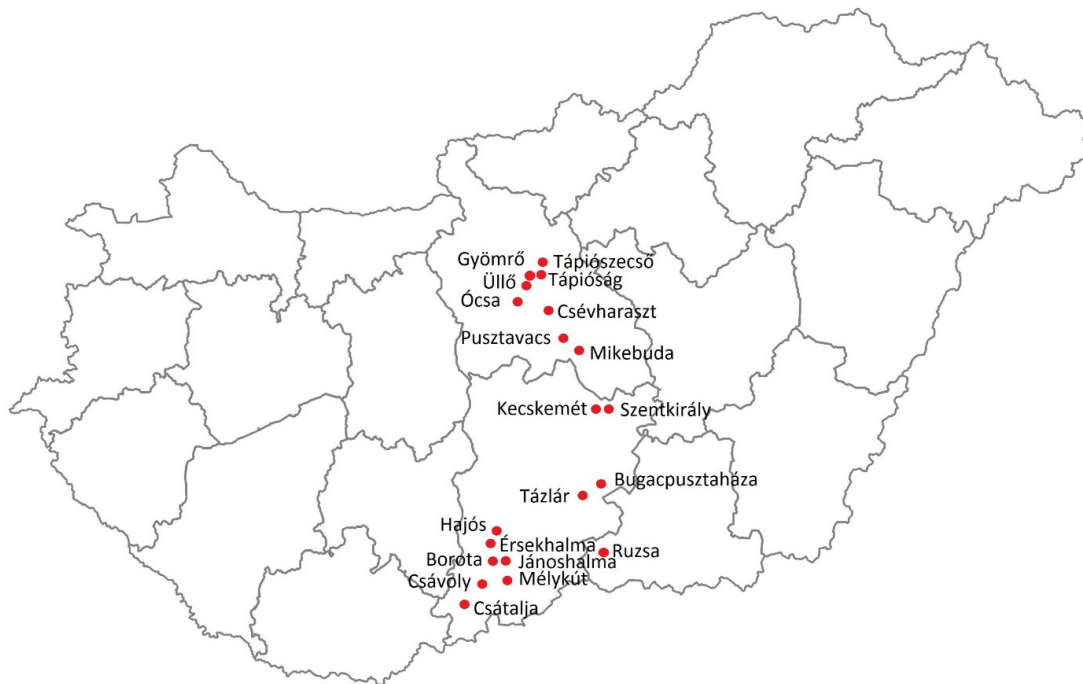 Gyömrő
Tápiószecső
Üllő
Tápióság
Ócsa
Csévharaszt
Pusztavacs
Mikebuda
Kecskemét
Szentkirály
Bugacpusztaháza
Tázlár
Hajós
Érsekhalma
Ruzsa
Borota
Jánoshalma
Csávoly
Mélykút
Csátalja